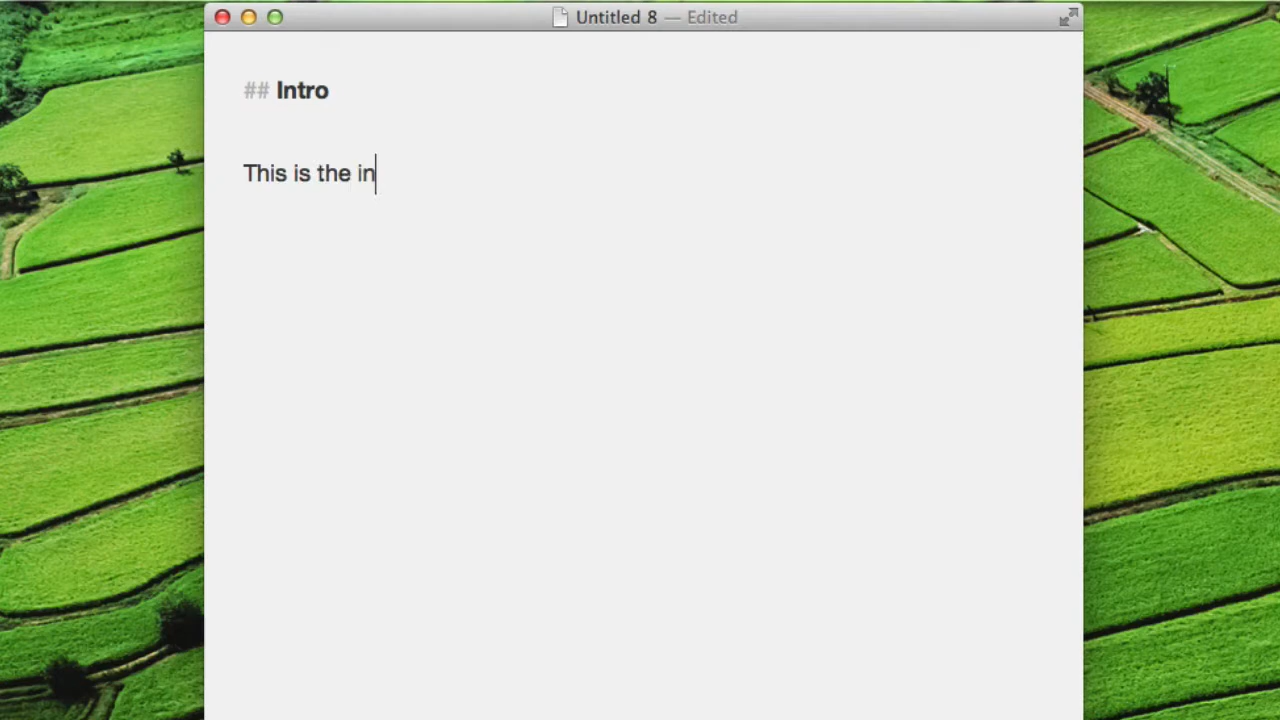 Untitled 8 — Edited
## Intro
This is the in